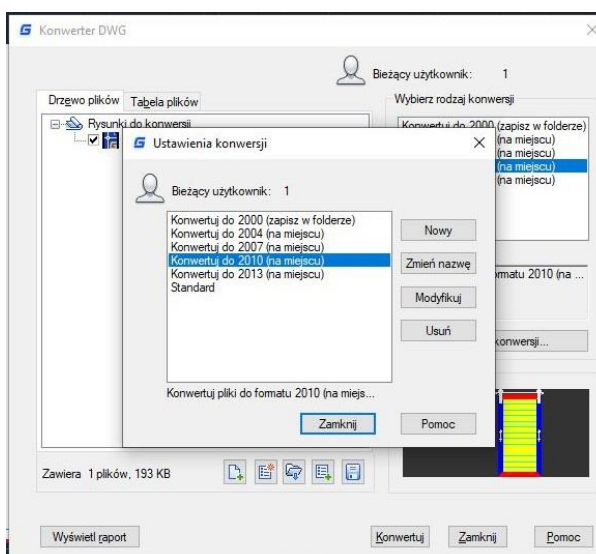 Konwerter DWG
Bieżący użytkownik: 1
Drzewo plików Tabela plików
Wybierz rodzaj konwersji
Rysunki do konwersji
Konwertuj do 2000 (zapisz w folderze)
(na miejscu)
(na miejscu)
(na miejscu)
(na miejscu)
Ustawienia konwersji
Bieżący użytkownik: 1
Konwertuj do 2000 (zapisz w folderze)
Konwertuj do 2004 (na miejscu)
Konwertuj do 2007 (na miejscu)
Konwertuj do 2010 (na miejscu)
Konwertuj do 2013 (na miejscu)
Standard
Nowy
Zmień nazwę
Modyfikuj
Usuń
Konwertuj pliki do formatu 2010 (na miejs...
Zamknij
Pomoc
ormatu 2010 (na ...
konwersji...
Zawiera 1 plików, 193 KB
Wyświetl raport
Konwertuj
Zamknij
Pomoc